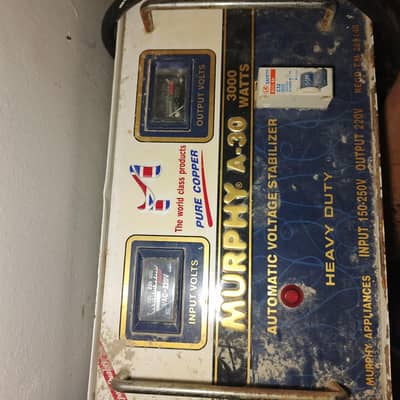 INPUT VOLTS
The world class products
PURE COPPER
OUTPUT VOLTS
MURPHY® A-30 3000 WATTS
AUTOMATIC VOLTAGE STABILIZER
HEAVY DUTY
MURPHY APPLIANCES INPUT 150-250V OUTPUT 220V